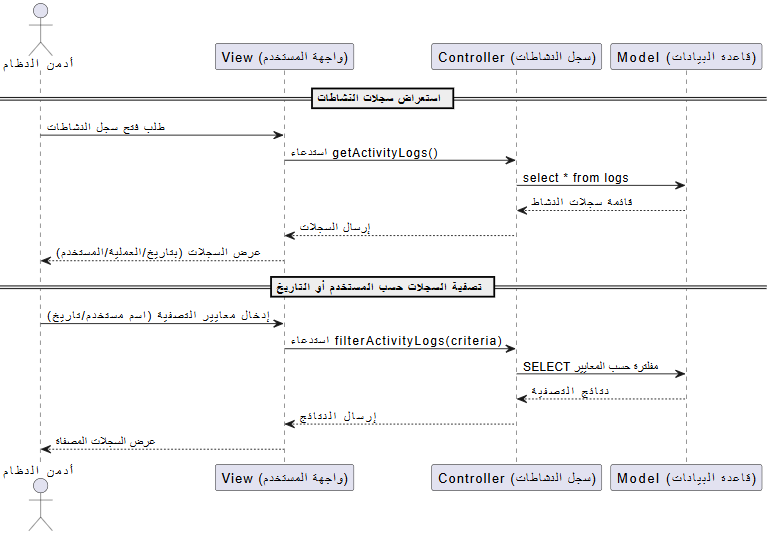 أدمن النظام
View (واجهة المستخدم)
Controller (سجل النشاطات)
Model (قاعدة البيانات)
استعراض سجلات النشاطات
طلب فتح سجل النشاطات
استدعاء getActivityLogs()
select * from logs
قائمة سجلات النشاط
إرسال السجلات
عرض السجلات (بتاريخ/العملية/المستخدم)
تصفية السجلات حسب المستخدم أو التاريخ
إدخال معايير التصفية (اسم مستخدم/تاريخ)
استدعاء filterActivityLogs(criteria)
SELECT مفلترة حسب المعايير
نتائج التصفية
إرسال النتائج
عرض السجلات المصفاة
أدمن النظام
View (واجهة المستخدم)
Controller (سجل النشاطات)
Model (قاعدة البيانات)